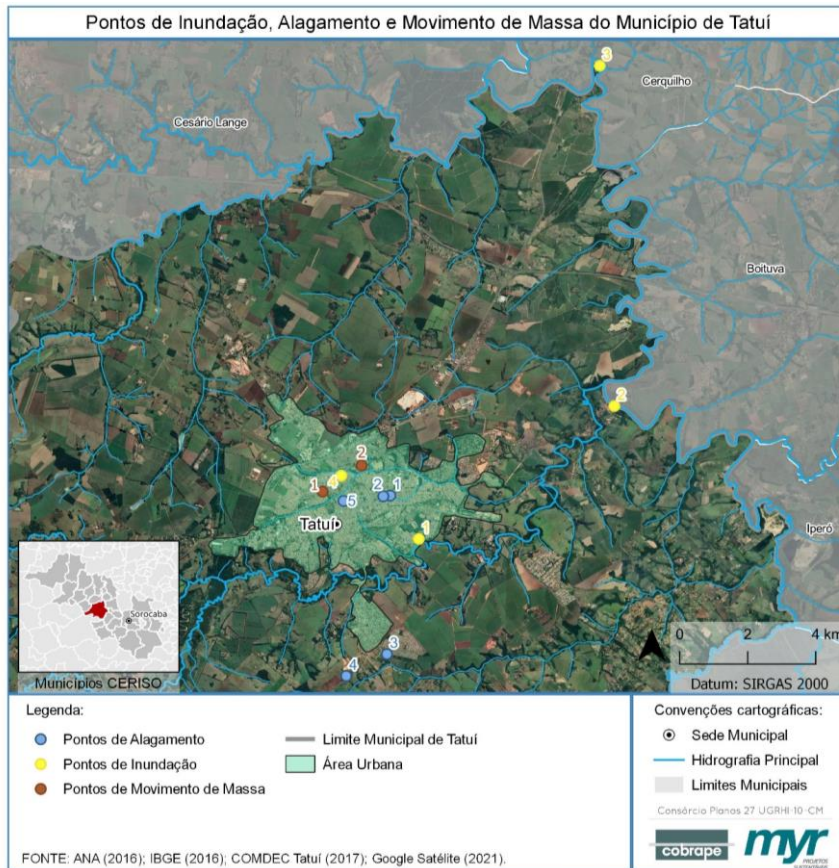 Pontos de Inundação, Alagamento e Movimento de Massa do Município de Tatuí
3
Cerquilho
Cesário Lange
Boituva
2
2
4
1
2
1
5
Tatuí
1
Iperó
Sorocaba
Municípios CERISO
3
4
0 2 4 km
Datum: SIRGAS 2000
Legenda:
Pontos de Alagamento
Pontos de Inundação
Pontos de Movimento de Massa
Limite Municipal de Tatuí
Área Urbana
FONTE: ANA (2016); IBGE (2016); COMDEC Tatuí (2017); Google Satélite (2021).
Convenções cartográficas:
Sede Municipal
Hidrografia Principal
Limites Municipais
Consórcio Planos 27 UGRHI-10-CM
cobrape
myr
PROJETOS